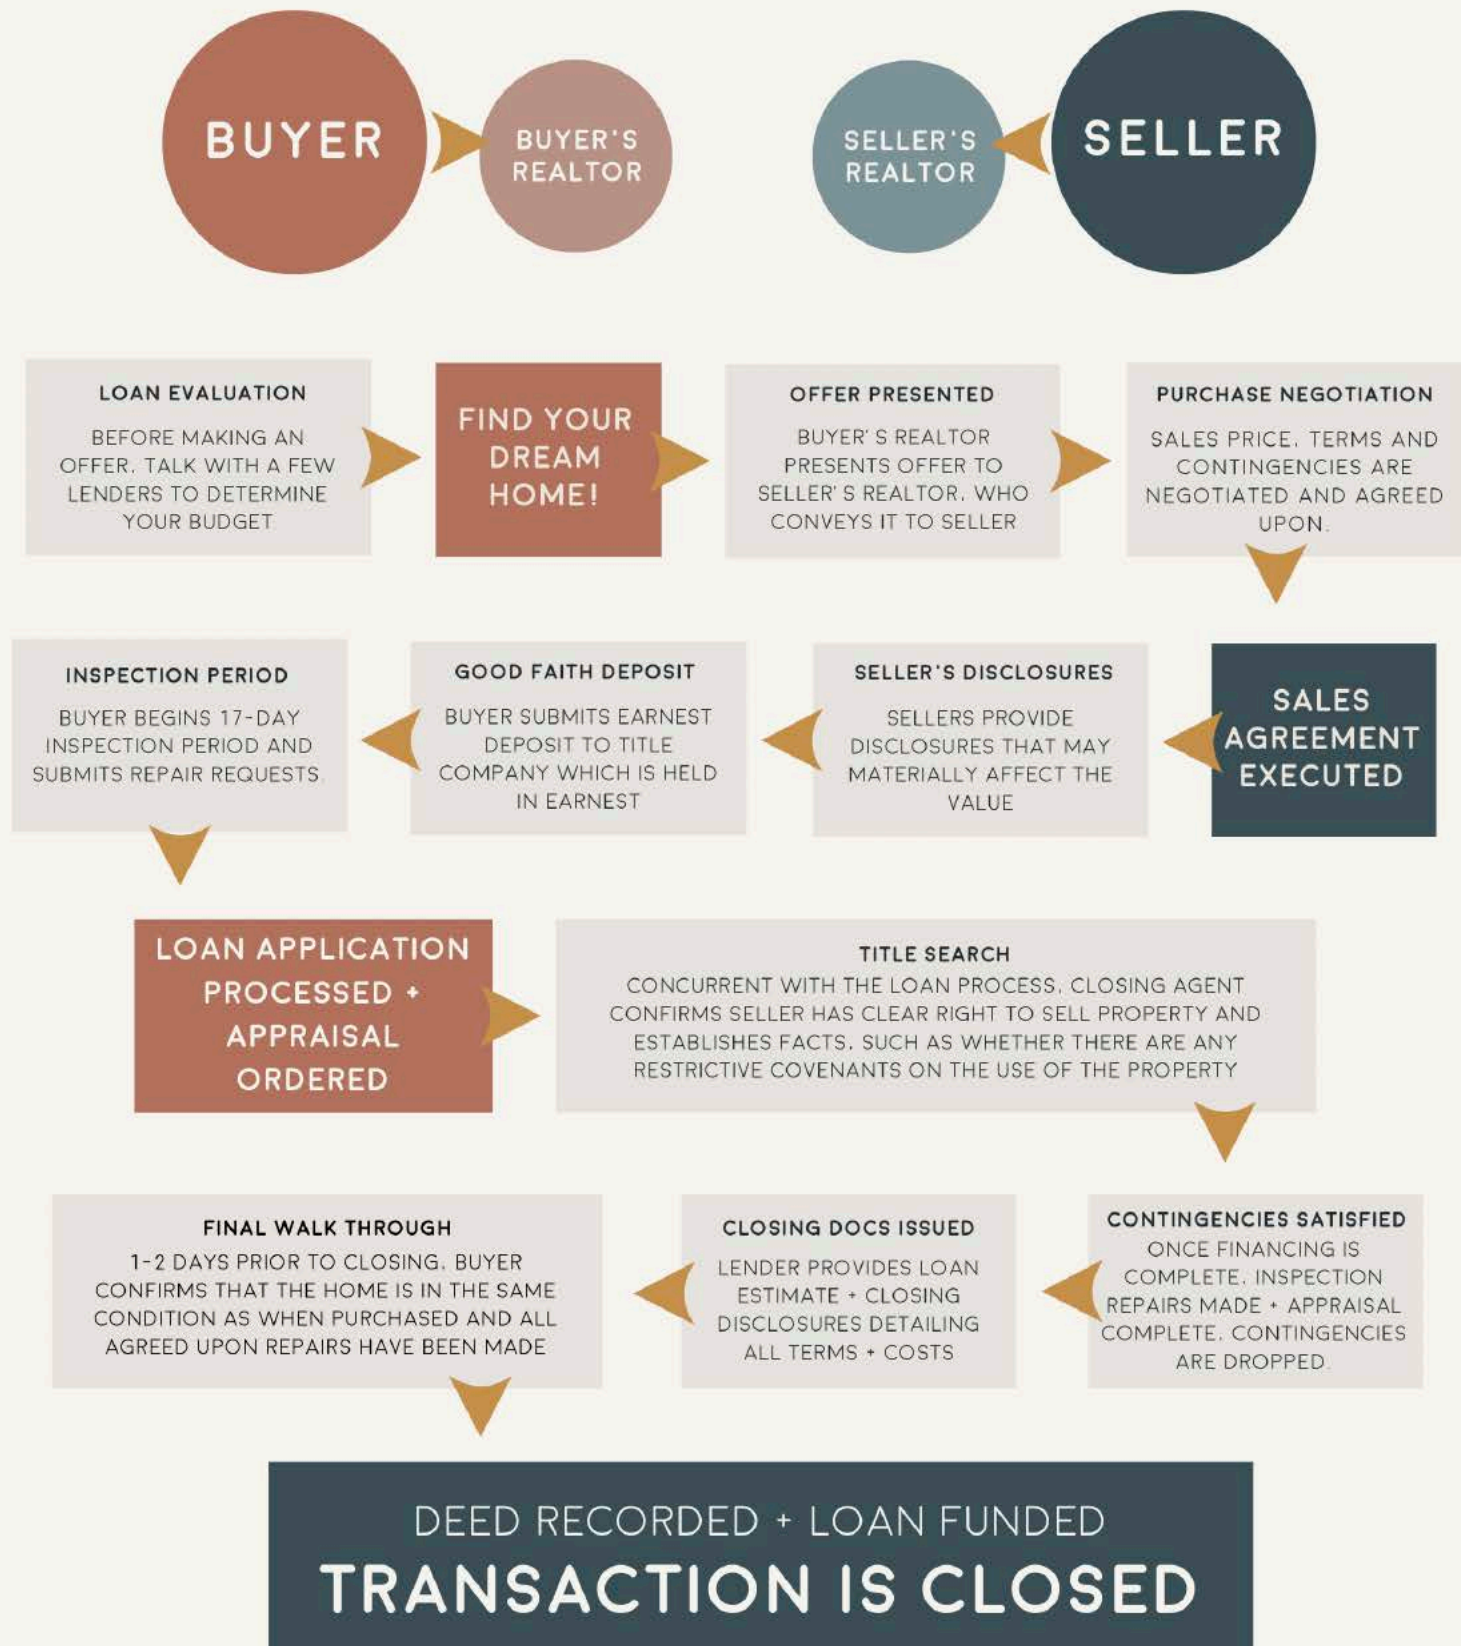 BUYER
BUYER'S
REALTOR
SELLER'S
REALTOR
SELLER
LOAN EVALUATION
BEFORE MAKING AN
OFFER, TALK WITH A FEW
LENDERS TO DETERMINE
YOUR BUDGET
FIND YOUR
DREAM
HOME!
OFFER PRESENTED
BUYER'S REALTOR
PRESENTS OFFER TO
SELLER'S REALTOR, WHO
CONVEYS IT TO SELLER
PURCHASE NEGOTIATION
SALES PRICE, TERMS AND
CONTINGENCIES ARE
NEGOTIATED AND AGREED
UPON.
SALES
AGREEMENT
EXECUTED
SELLER'S DISCLOSURES
SELLERS PROVIDE
DISCLOSURES THAT MAY
MATERIALLY AFFECT THE
VALUE
GOOD FAITH DEPOSIT
BUYER SUBMITS EARNEST
DEPOSIT TO TITLE
COMPANY WHICH IS HELD
IN EARNEST
INSPECTION PERIOD
BUYER BEGINS 17-DAY
INSPECTION PERIOD AND
SUBMITS REPAIR REQUESTS.
LOAN APPLICATION
PROCESSED +
APPRAISAL
ORDERED
TITLE SEARCH
CONCURRENT WITH THE LOAN PROCESS, CLOSING AGENT
CONFIRMS SELLER HAS CLEAR RIGHT TO SELL PROPERTY AND
ESTABLISHES FACTS, SUCH AS WHETHER THERE ARE ANY
RESTRICTIVE COVENANTS ON THE USE OF THE PROPERTY
CONTINGENCIES SATISFIED
ONCE FINANCING IS
COMPLETE, INSPECTION
REPAIRS MADE + APPRAISAL
COMPLETE, CONTINGENCIES
ARE DROPPED.
CLOSING DOCS ISSUED
LENDER PROVIDES LOAN
ESTIMATE + CLOSING
DISCLOSURES DETAILING
ALL TERMS + COSTS
FINAL WALK THROUGH
1-2 DAYS PRIOR TO CLOSING, BUYER
CONFIRMS THAT THE HOME IS IN THE SAME
CONDITION AS WHEN PURCHASED AND ALL
AGREED UPON REPAIRS HAVE BEEN MADE
DEED RECORDED + LOAN FUNDED
TRANSACTION IS CLOSED